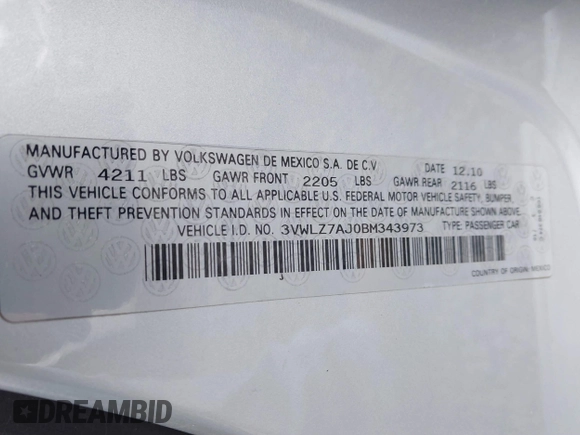 MANUFACTURED BY VOLKSWAGEN DE MEXICO S.A. DE C.V. DATE 12.10
GVWR 4211 LBS GAWR FRONT 2205 LBS GAWR REAR 2116 LBS
THIS VEHICLE CONFORMS TO ALL APPLICABLE U.S. FEDERAL MOTOR VEHICLE SAFETY, BUMPER,
AND THEFT PREVENTION STANDARDS IN EFFECT ON THE DATE OF MANUFACTURE SHOWN ABOVE.
VEHICLE I.D. NO. 3VWLZ7AJ0BM343973 TYPE: PASSENGER CAR
COUNTRY OF ORIGIN: MEXICO
DREAMBID